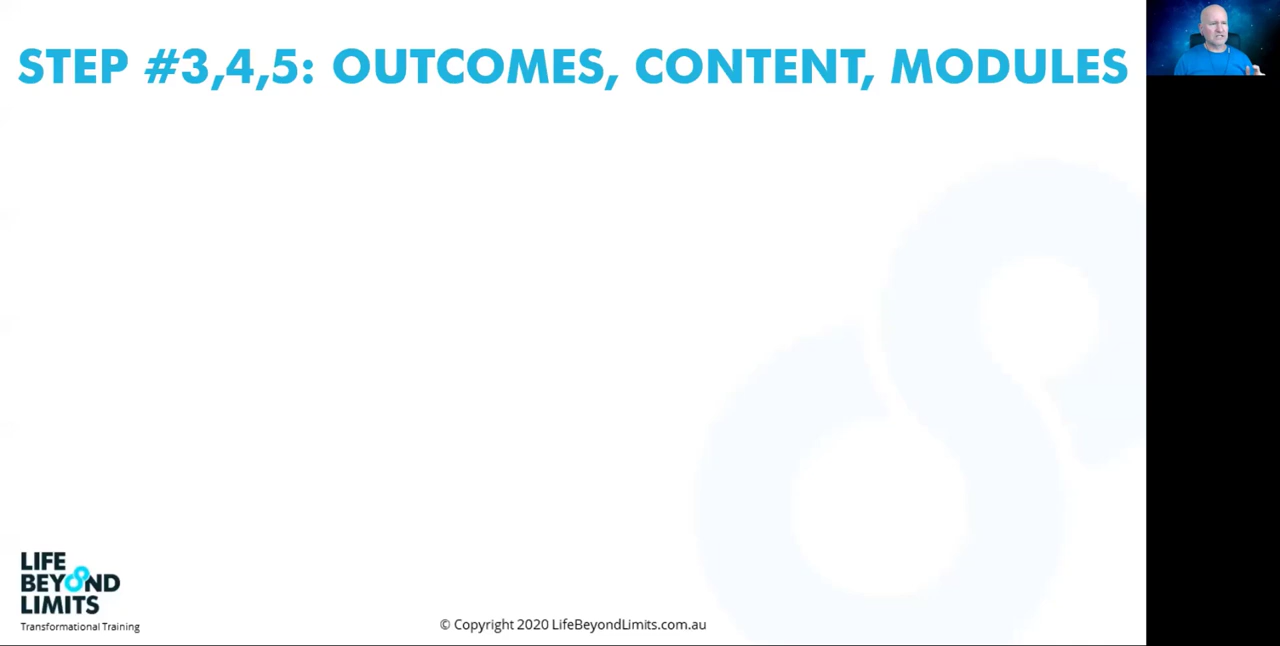 STEP #3,4,5: OUTCOMES, CONTENT, MODULES
LIFE
BEYOND
LIMITS
Transformational Training
© Copyright 2020 LifeBeyondLimits.com.au